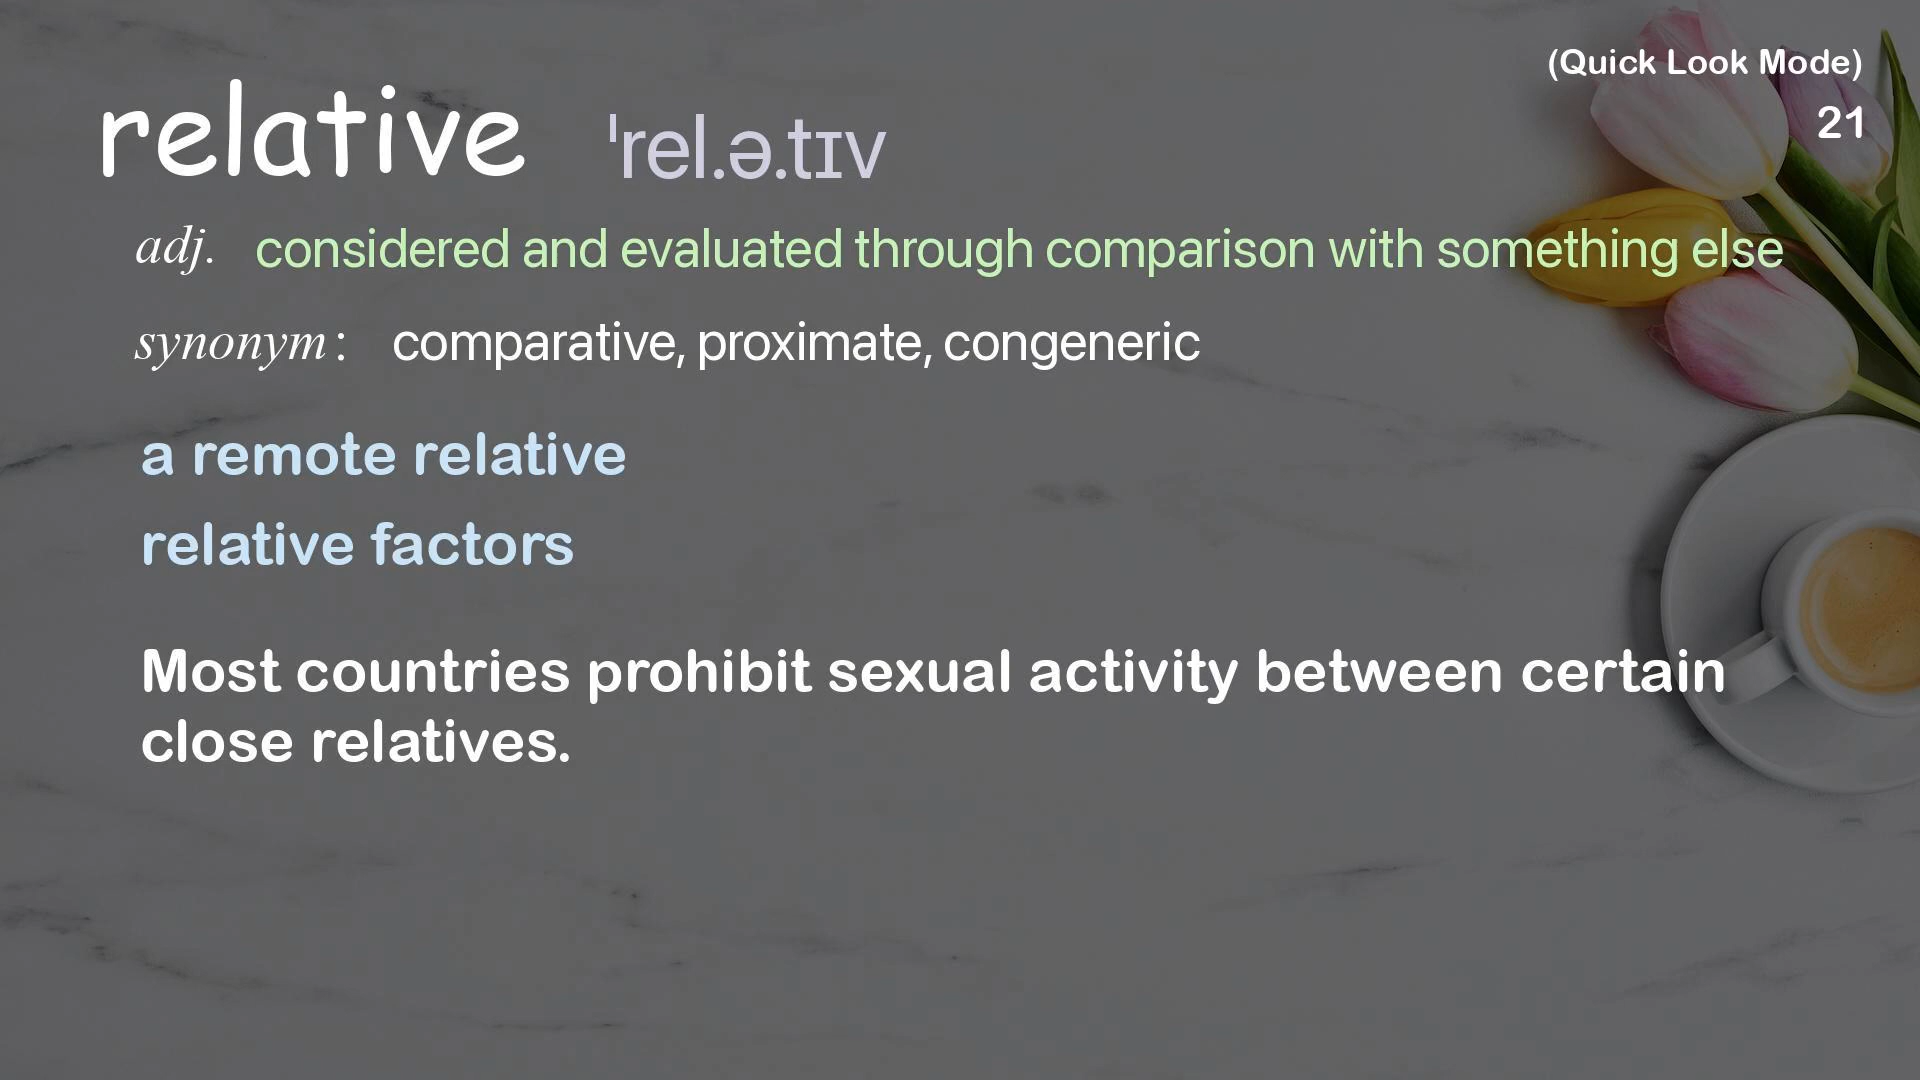 (Quick Look Mode)
21
relative ˈrel.ə.tɪv
adj. considered and evaluated through comparison with something else
synonym : comparative, proximate, congeneric
a remote relative
relative factors
Most countries prohibit sexual activity between certain
close relatives.